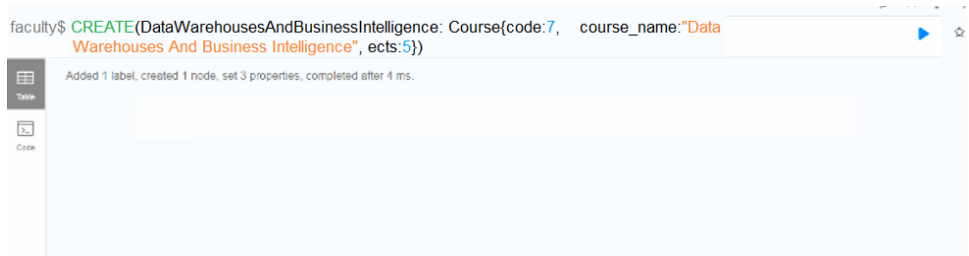 faculty$ CREATE(DataWarehousesAndBusinessIntelligence: Course{code:7, course_name:"Data
Warehouses And Business Intelligence", ects:5})
Added 1 label, created 1 node, set 3 properties, completed after 4 ms.
Table
Code